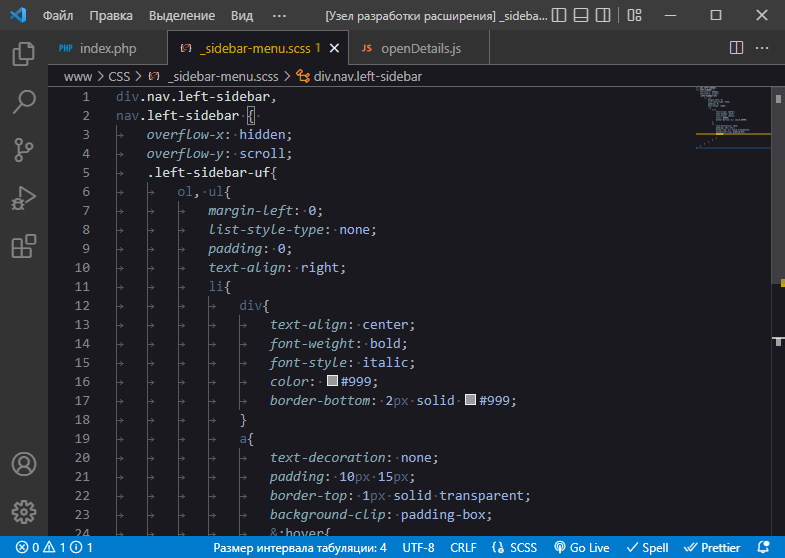 Файл Правка Выделение Вид ··· [Узел разработки расширения] _sideba...
PHP index.php _sidebar-menu.scss 1 JS openDetails.js
www > CSS > _sidebar-menu.scss > div.nav.left-sidebar
1 div.nav.left-sidebar,
2 nav.left-sidebar {
3 overflow-x: hidden;
4 overflow-y: scroll;
5 .left-sidebar-uf{
6 ol, ul{
7 margin-left: 0;
8 list-style-type: none;
9 padding: 0;
10 text-align: right;
11 li{
12 div{
13 text-align: center;
14 font-weight: bold;
15 font-style: italic;
16 color: #999;
17 border-bottom: 2px solid #999;
18 }
19 a{
20 text-decoration: none;
21 padding: 10px 15px;
22 border-top: 1px solid transparent;
23 background-clip: padding-box;
24 &:hover{
0 1 1 Размер интервала табуляции: 4 UTF-8 CRLF {} SCSS Go Live Spell Prettier